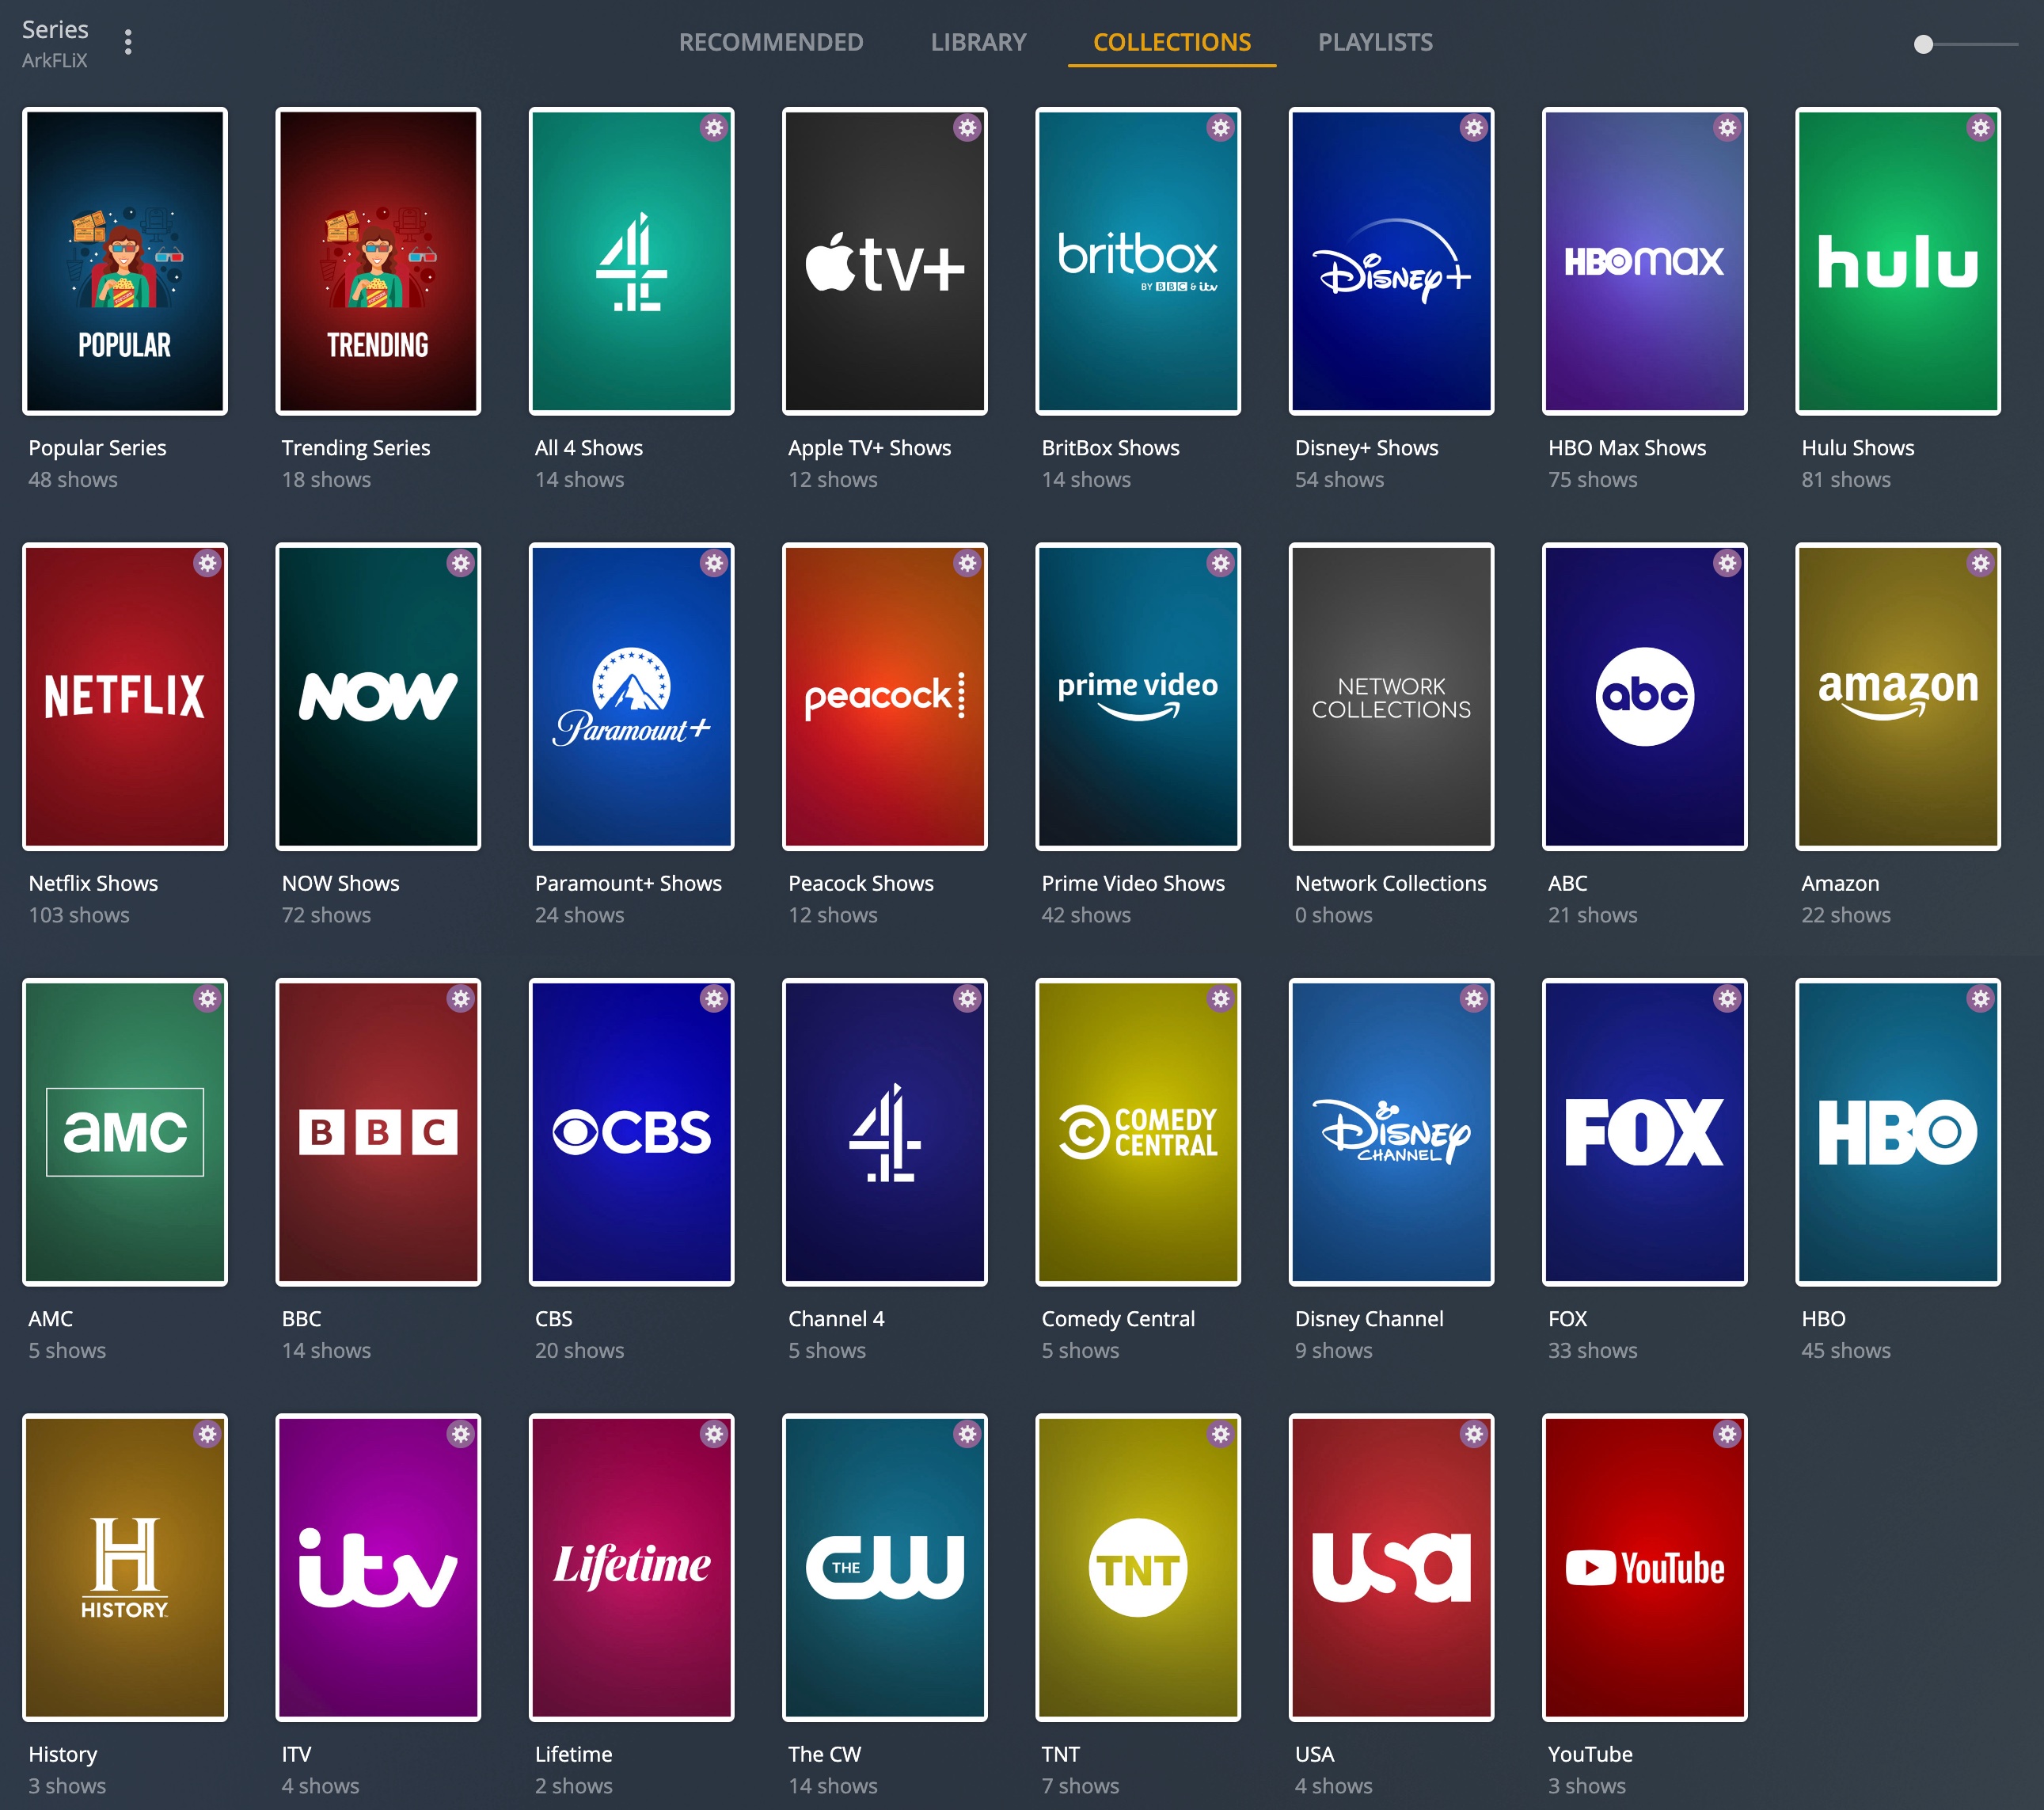 Series
ArkFLiX
RECOMMENDED
LIBRARY
COLLECTIONS
PLAYLISTS
POPULAR
TRENDING
4
tv+
britbox
BY BBC & itv
Disney+
HBOmax
hulu
Popular Series
Trending Series
All 4 Shows
Apple TV+ Shows
BritBox Shows
Disney+ Shows
HBO Max Shows
Hulu Shows
48 shows
18 shows
14 shows
12 shows
14 shows
54 shows
75 shows
81 shows
NETFLIX
NOW
Paramount+
peacock
prime video
NETWORK
COLLECTIONS
abc
amazon
Netflix Shows
NOW Shows
Paramount+ Shows
Peacock Shows
Prime Video Shows
Network Collections
ABC
Amazon
103 shows
72 shows
24 shows
12 shows
42 shows
0 shows
21 shows
22 shows
aMC
BBC
CBS
4
COMEDY
CENTRAL
Disney
CHANNEL
FOX
HBO
AMC
BBC
CBS
Channel 4
Comedy Central
Disney Channel
FOX
HBO
5 shows
14 shows
20 shows
5 shows
5 shows
9 shows
33 shows
45 shows
H
HISTORY
itv
Lifetime
THE CW
TNT
usa
YouTube
History
ITV
Lifetime
The CW
TNT
USA
YouTube
3 shows
4 shows
2 shows
14 shows
7 shows
4 shows
3 shows